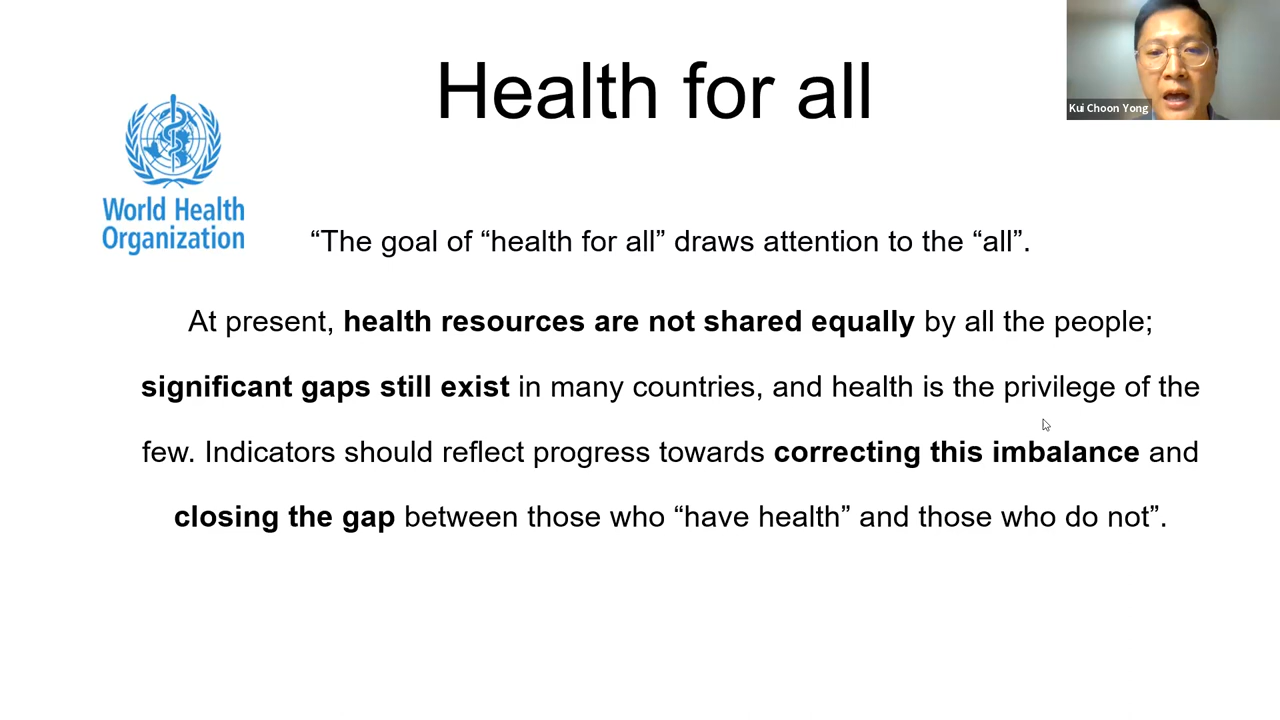 Health for all
Kui Choon Yong
World Health
Organization
“The goal of “health for all” draws attention to the “all”.
At present, health resources are not shared equally by all the people;
significant gaps still exist in many countries, and health is the privilege of the
few. Indicators should reflect progress towards correcting this imbalance and
closing the gap between those who “have health” and those who do not”.